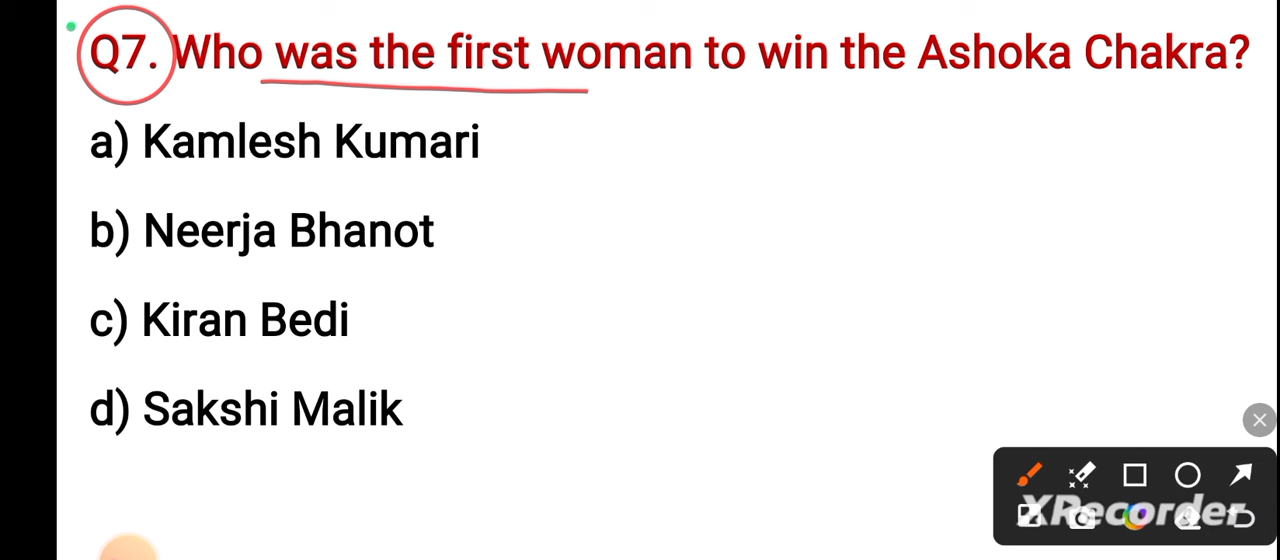 Q7. Who was the first woman to win the Ashoka Chakra?
a) Kamlesh Kumari
b) Neerja Bhanot
c) Kiran Bedi
d) Sakshi Malik
XRecorder